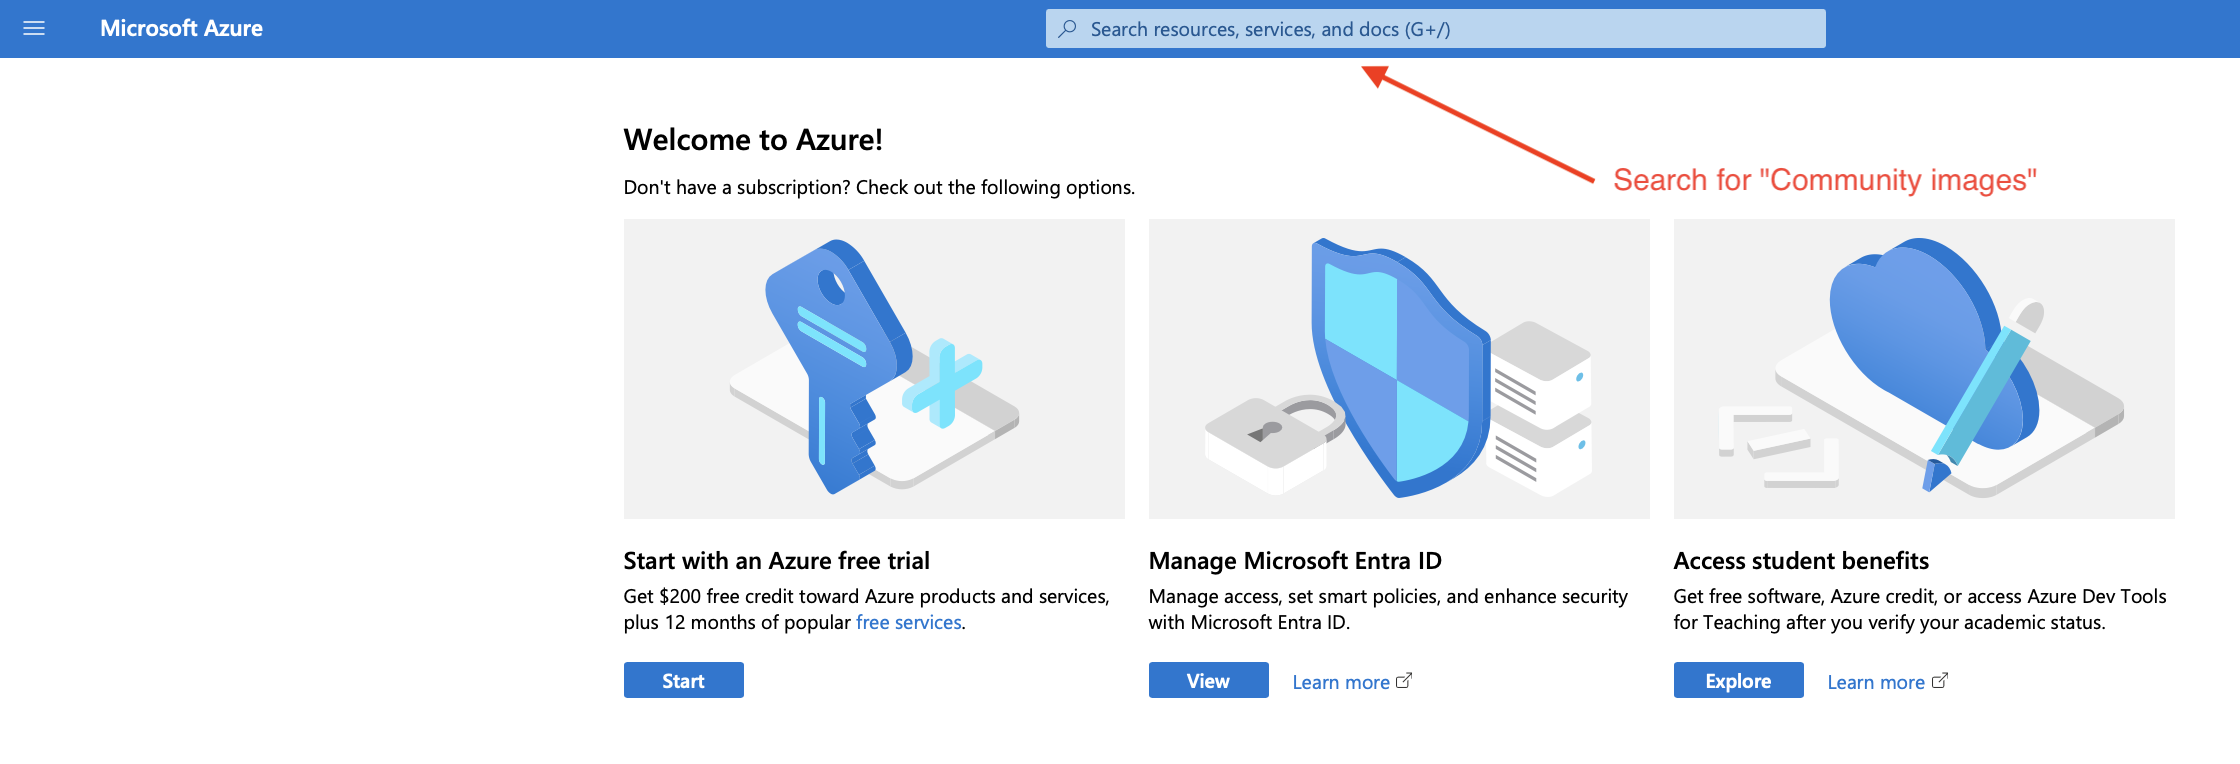 Microsoft Azure
Search resources, services, and docs (G+/)
Search for "Community images"
Welcome to Azure!
Don't have a subscription? Check out the following options.
Start with an Azure free trial
Get $200 free credit toward Azure products and services,
plus 12 months of popular free services.
Start
Manage Microsoft Entra ID
Manage access, set smart policies, and enhance security
with Microsoft Entra ID.
View
Learn more
Access student benefits
Get free software, Azure credit, or access Azure Dev Tools
for Teaching after you verify your academic status.
Explore
Learn more